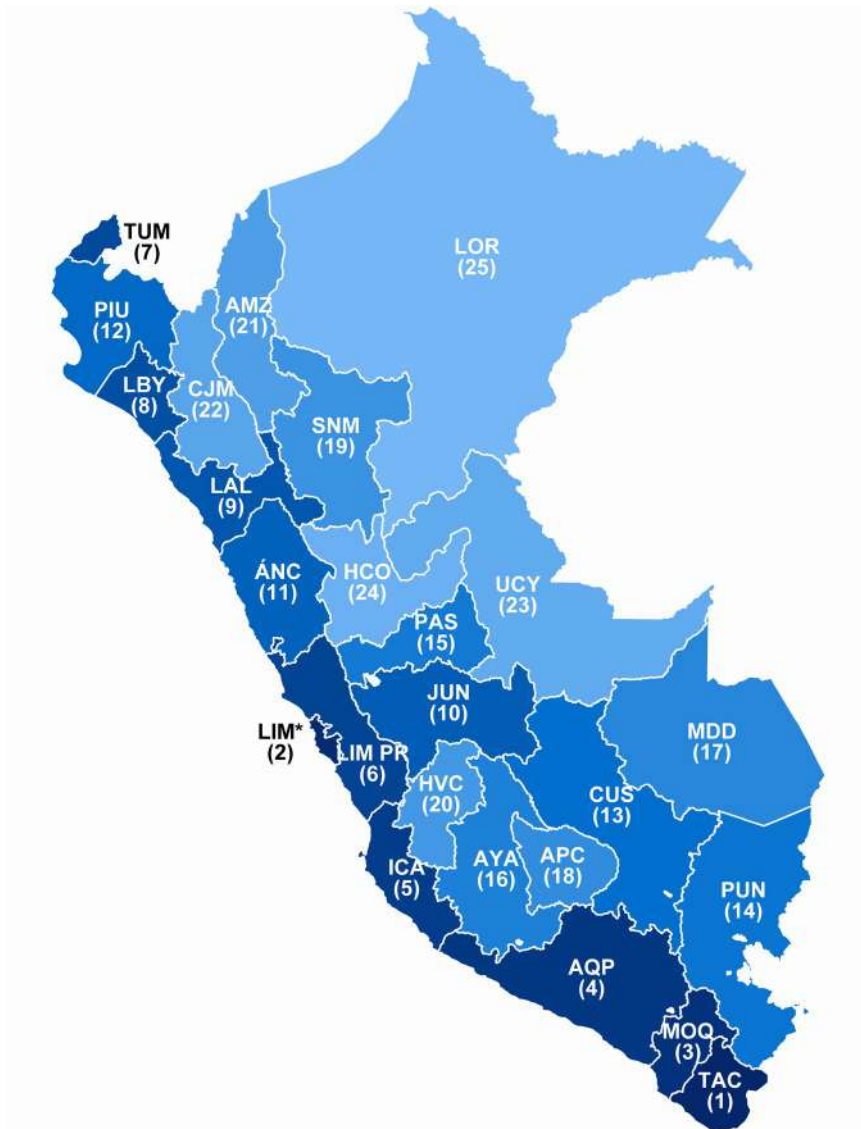 TUM
(7)
LOR
(25)
PIU
(12)
AMZ
(21)
LBY
(8)
CJM
(22)
SNM
(19)
LAL
(9)
ÁNC
(11)
HCO
(24)
UCY
(23)
PAS
(15)
JUN
(10)
LIM*
(2)
LIM PR
(6)
MDD
(17)
HVC
(20)
CUS
(13)
ICA
(5)
AYA
(16)
APC
(18)
PUN
(14)
AQP
(4)
MOQ
(3)
TAC
(1)